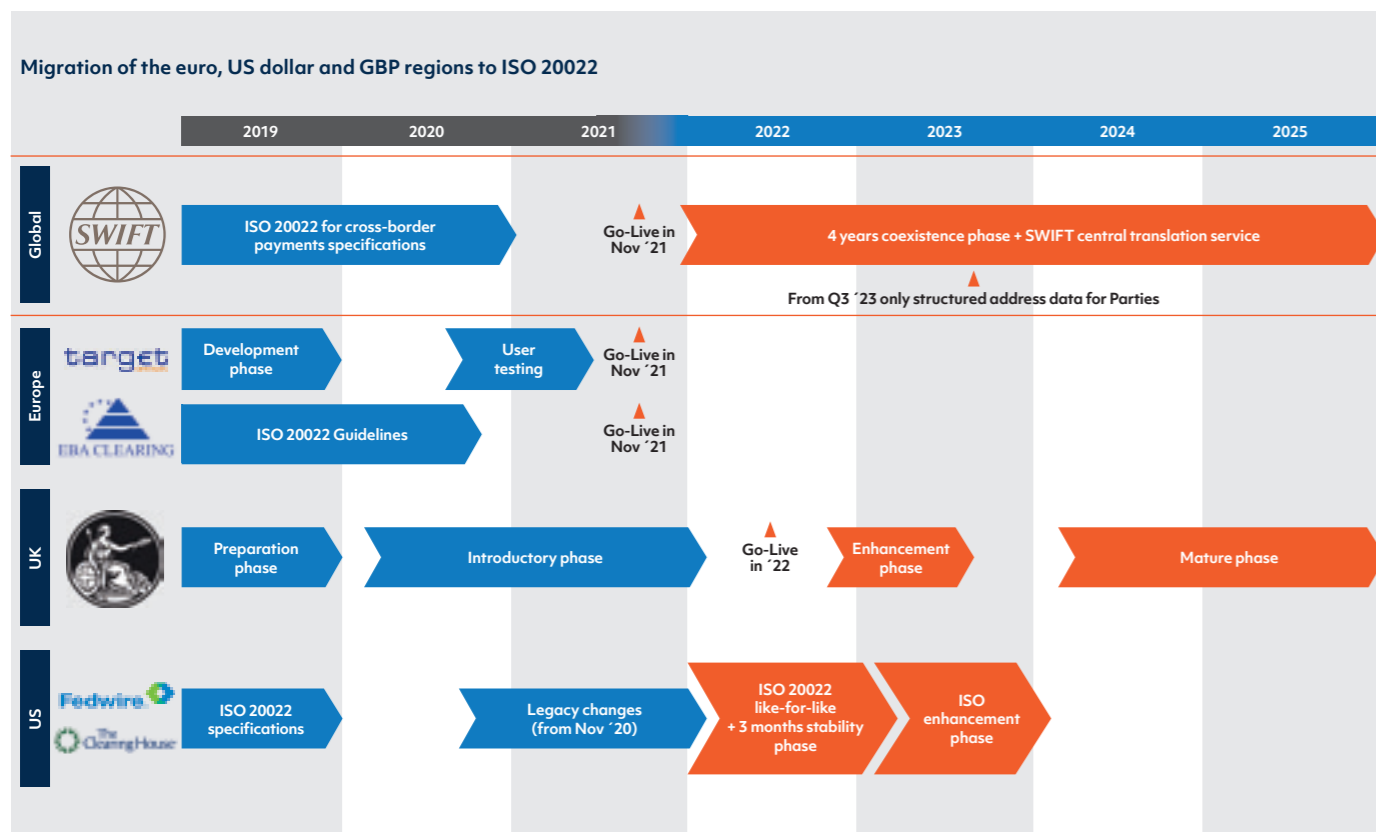 Migration of the euro, US dollar and GBP regions to ISO 20022
2019 2020 2021 2022 2023 2024 2025
Global
SWIFT
ISO 20022 for cross-border
payments specifications
Go-Live in
Nov ´21
4 years coexistence phase + SWIFT central translation service
From Q3 ´23 only structured address data for Parties
Europe
target
Development
phase
User
testing
Go-Live in
Nov ´21
EBA CLEARING
ISO 20022 Guidelines
Go-Live in
Nov ´21
UK
Preparation
phase
Introductory phase
Go-Live
in ´22
Enhancement
phase
Mature phase
US
Fedwire
The
Clearing House
ISO 20022
specifications
Legacy changes
(from Nov ´20)
ISO 20022
like-for-like
+ 3 months stability
phase
ISO
enhancement
phase